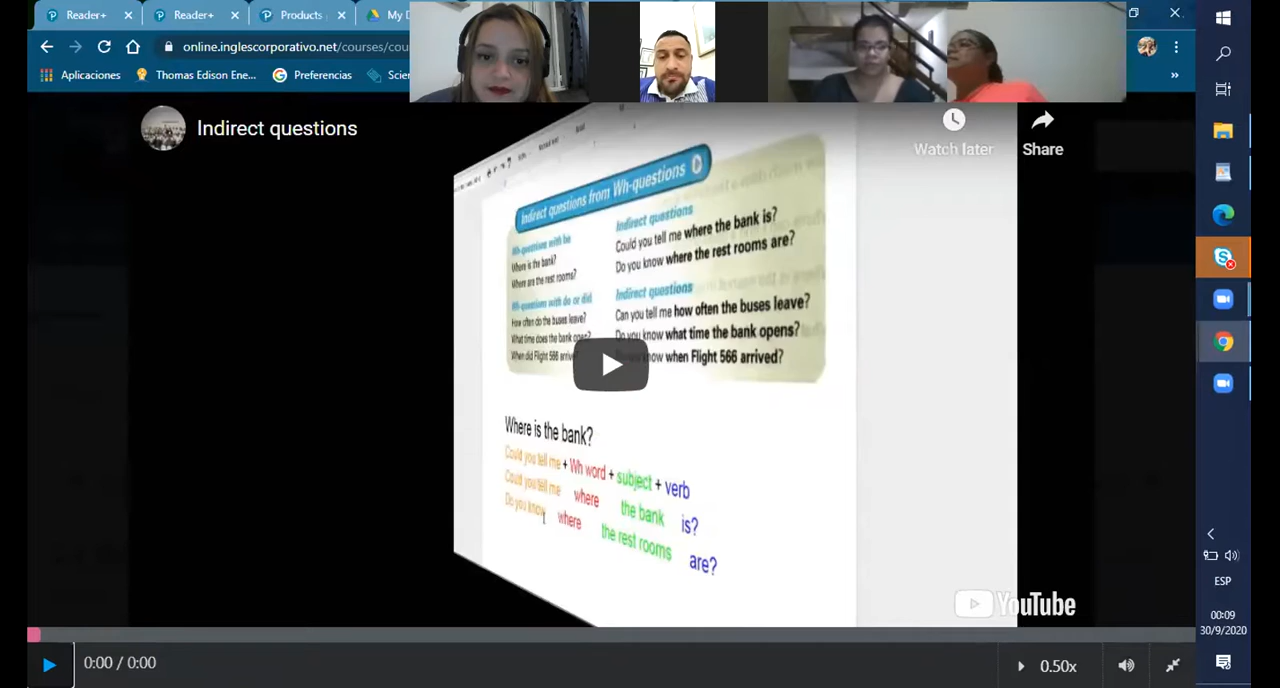 Reader+
Reader+
Products
My D
online.inglescorporativo.net/courses/cou
Aplicaciones
Thomas Edison Ene...
Preferencias
Scien
»
Indirect questions
Watch later
Share
Indirect questions from Wh-questions
Wh-questions with be
Where is the bank?
Where are the rest rooms?
Indirect questions
Could you tell me where the bank is?
Do you know where the rest rooms are?
Wh-questions with do or did
How often do the buses leave?
What time does the bank open?
When did Flight 566 arrive
Indirect questions
Can you tell me how often the buses leave?
Do you know what time the bank opens?
know when Flight 566 arrived?
Where is the bank?
Could you tell me + Wh word + subject + verb
Could you tell me where the bank is?
Do you know where the rest rooms are?
YouTube
0:00 / 0:00
0.50x
ESP
00:09
30/9/2020